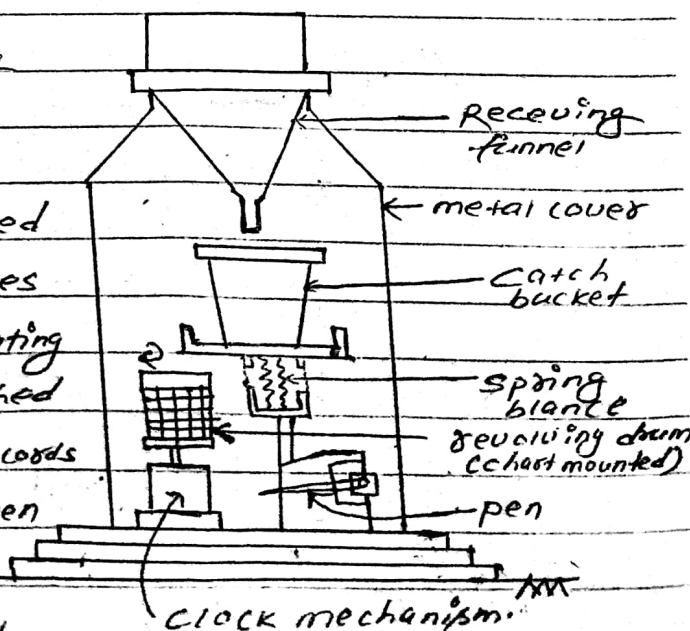 Receving
funnel
ed
metal cover
es
Catch
bucket
ting
hed
spring
blance
revolving drum
(chart mounted)
cords
en
pen
clock mechanism.